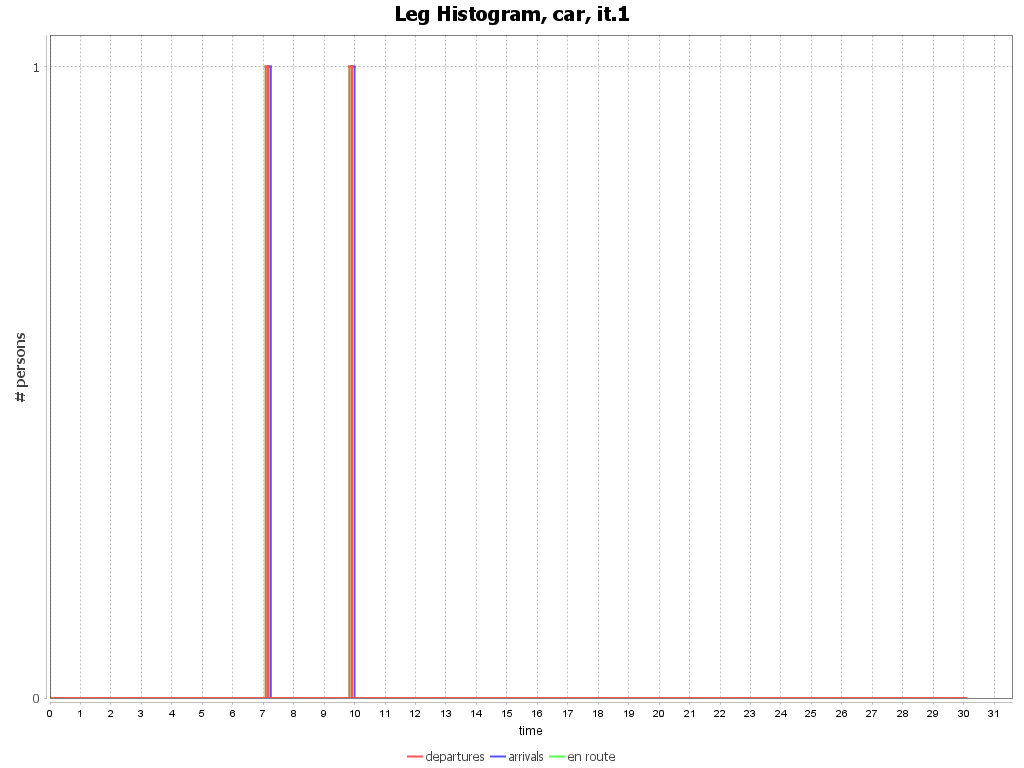 Leg Histogram, car, it.1
1
# persons
0
0 1 2 3 4 5 6 7 8 9 10 11 12 13 14 15 16 17 18 19 20 21 22 23 24 25 26 27 28 29 30 31
time
departures arrivals en route